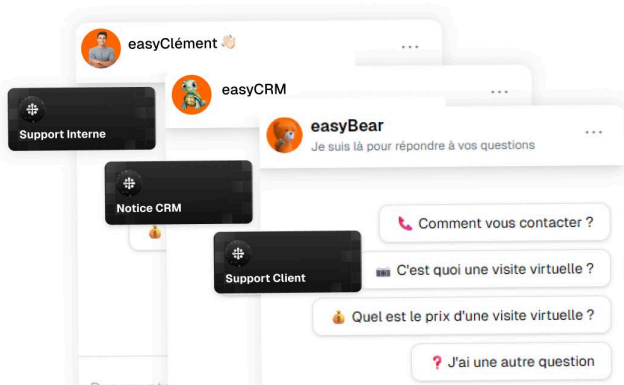 easyClément 👋🏻
easyCRM
easyBear
Je suis là pour répondre à vos questions
Support Interne
Notice CRM
Support Client
📞 Comment vous contacter ?
📷 C'est quoi une visite virtuelle ?
💰 Quel est le prix d'une visite virtuelle ?
❓ J'ai une autre question